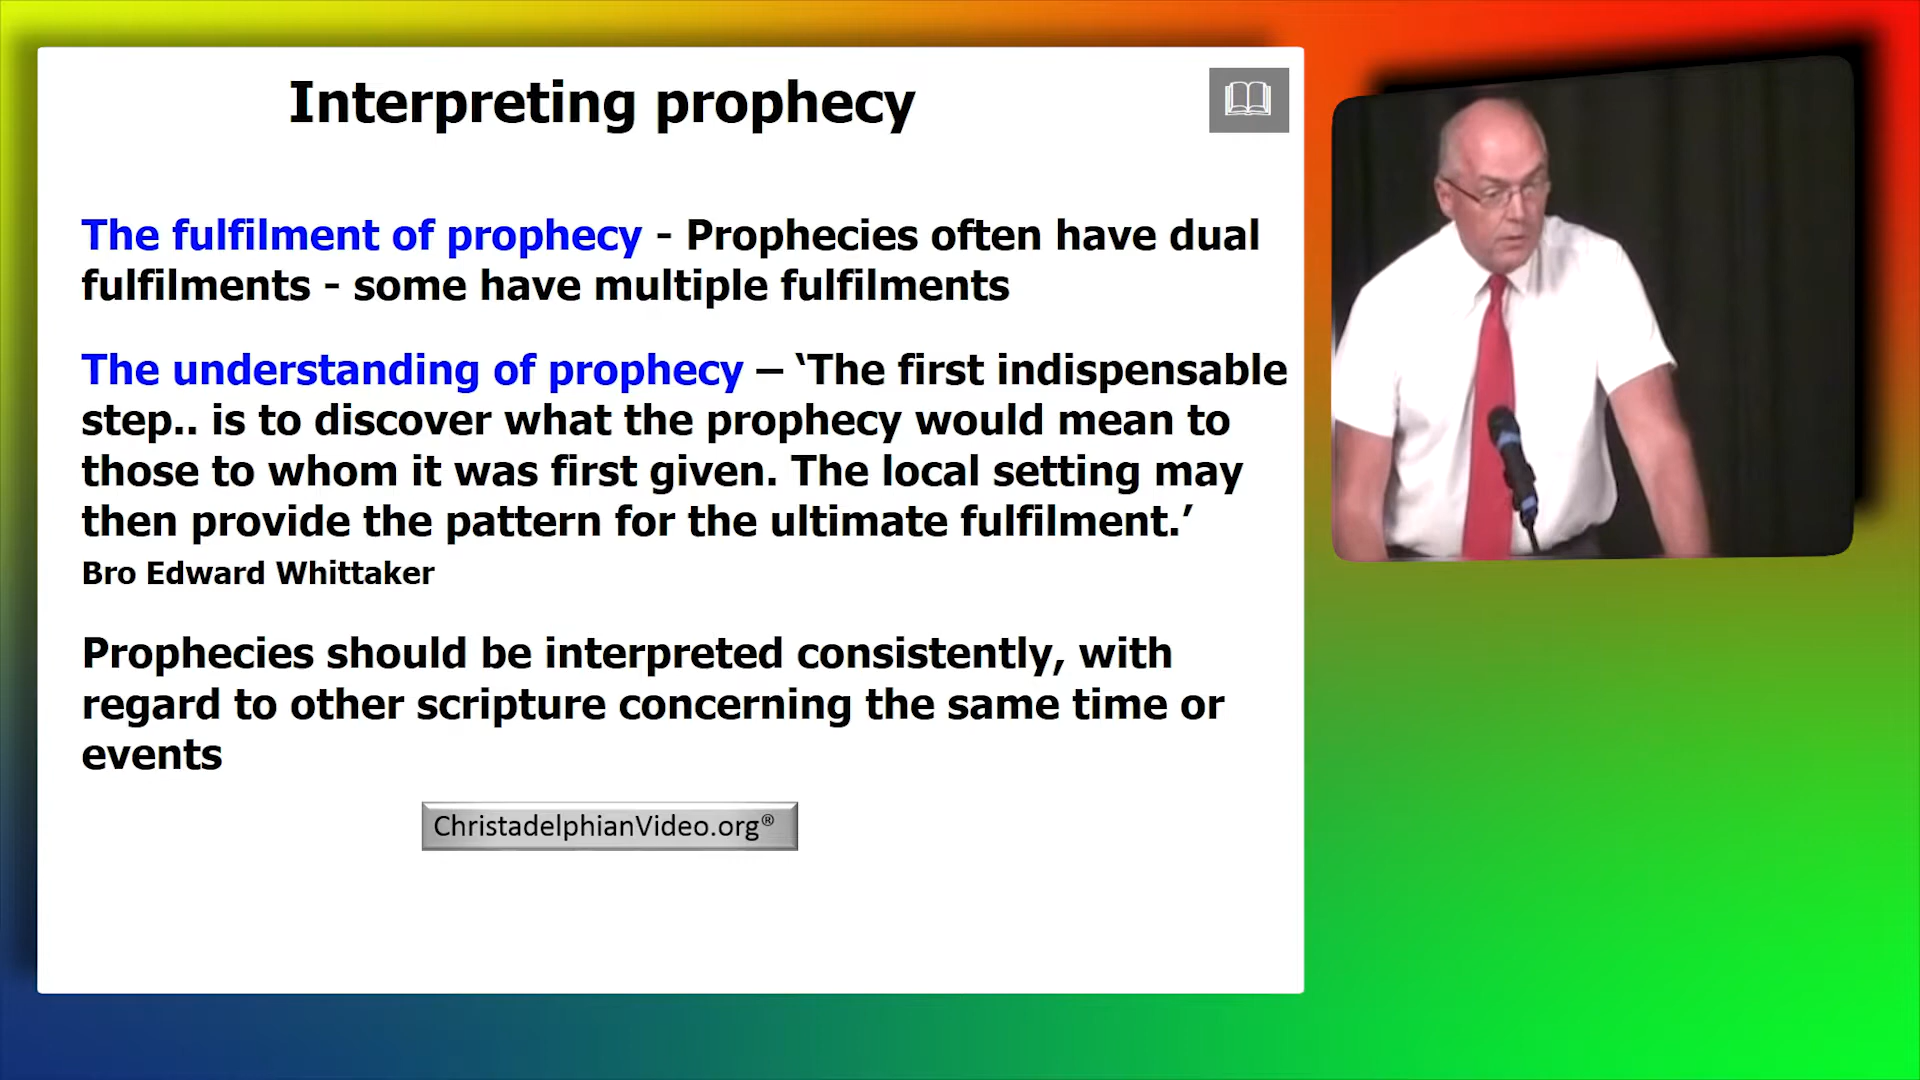 Interpreting prophecy
The fulfilment of prophecy - Prophecies often have dual
fulfilments - some have multiple fulfilments
The understanding of prophecy – ‘The first indispensable
step.. is to discover what the prophecy would mean to
those to whom it was first given. The local setting may
then provide the pattern for the ultimate fulfilment.’
Bro Edward Whittaker
Prophecies should be interpreted consistently, with
regard to other scripture concerning the same time or
events
ChristadelphianVideo.org®